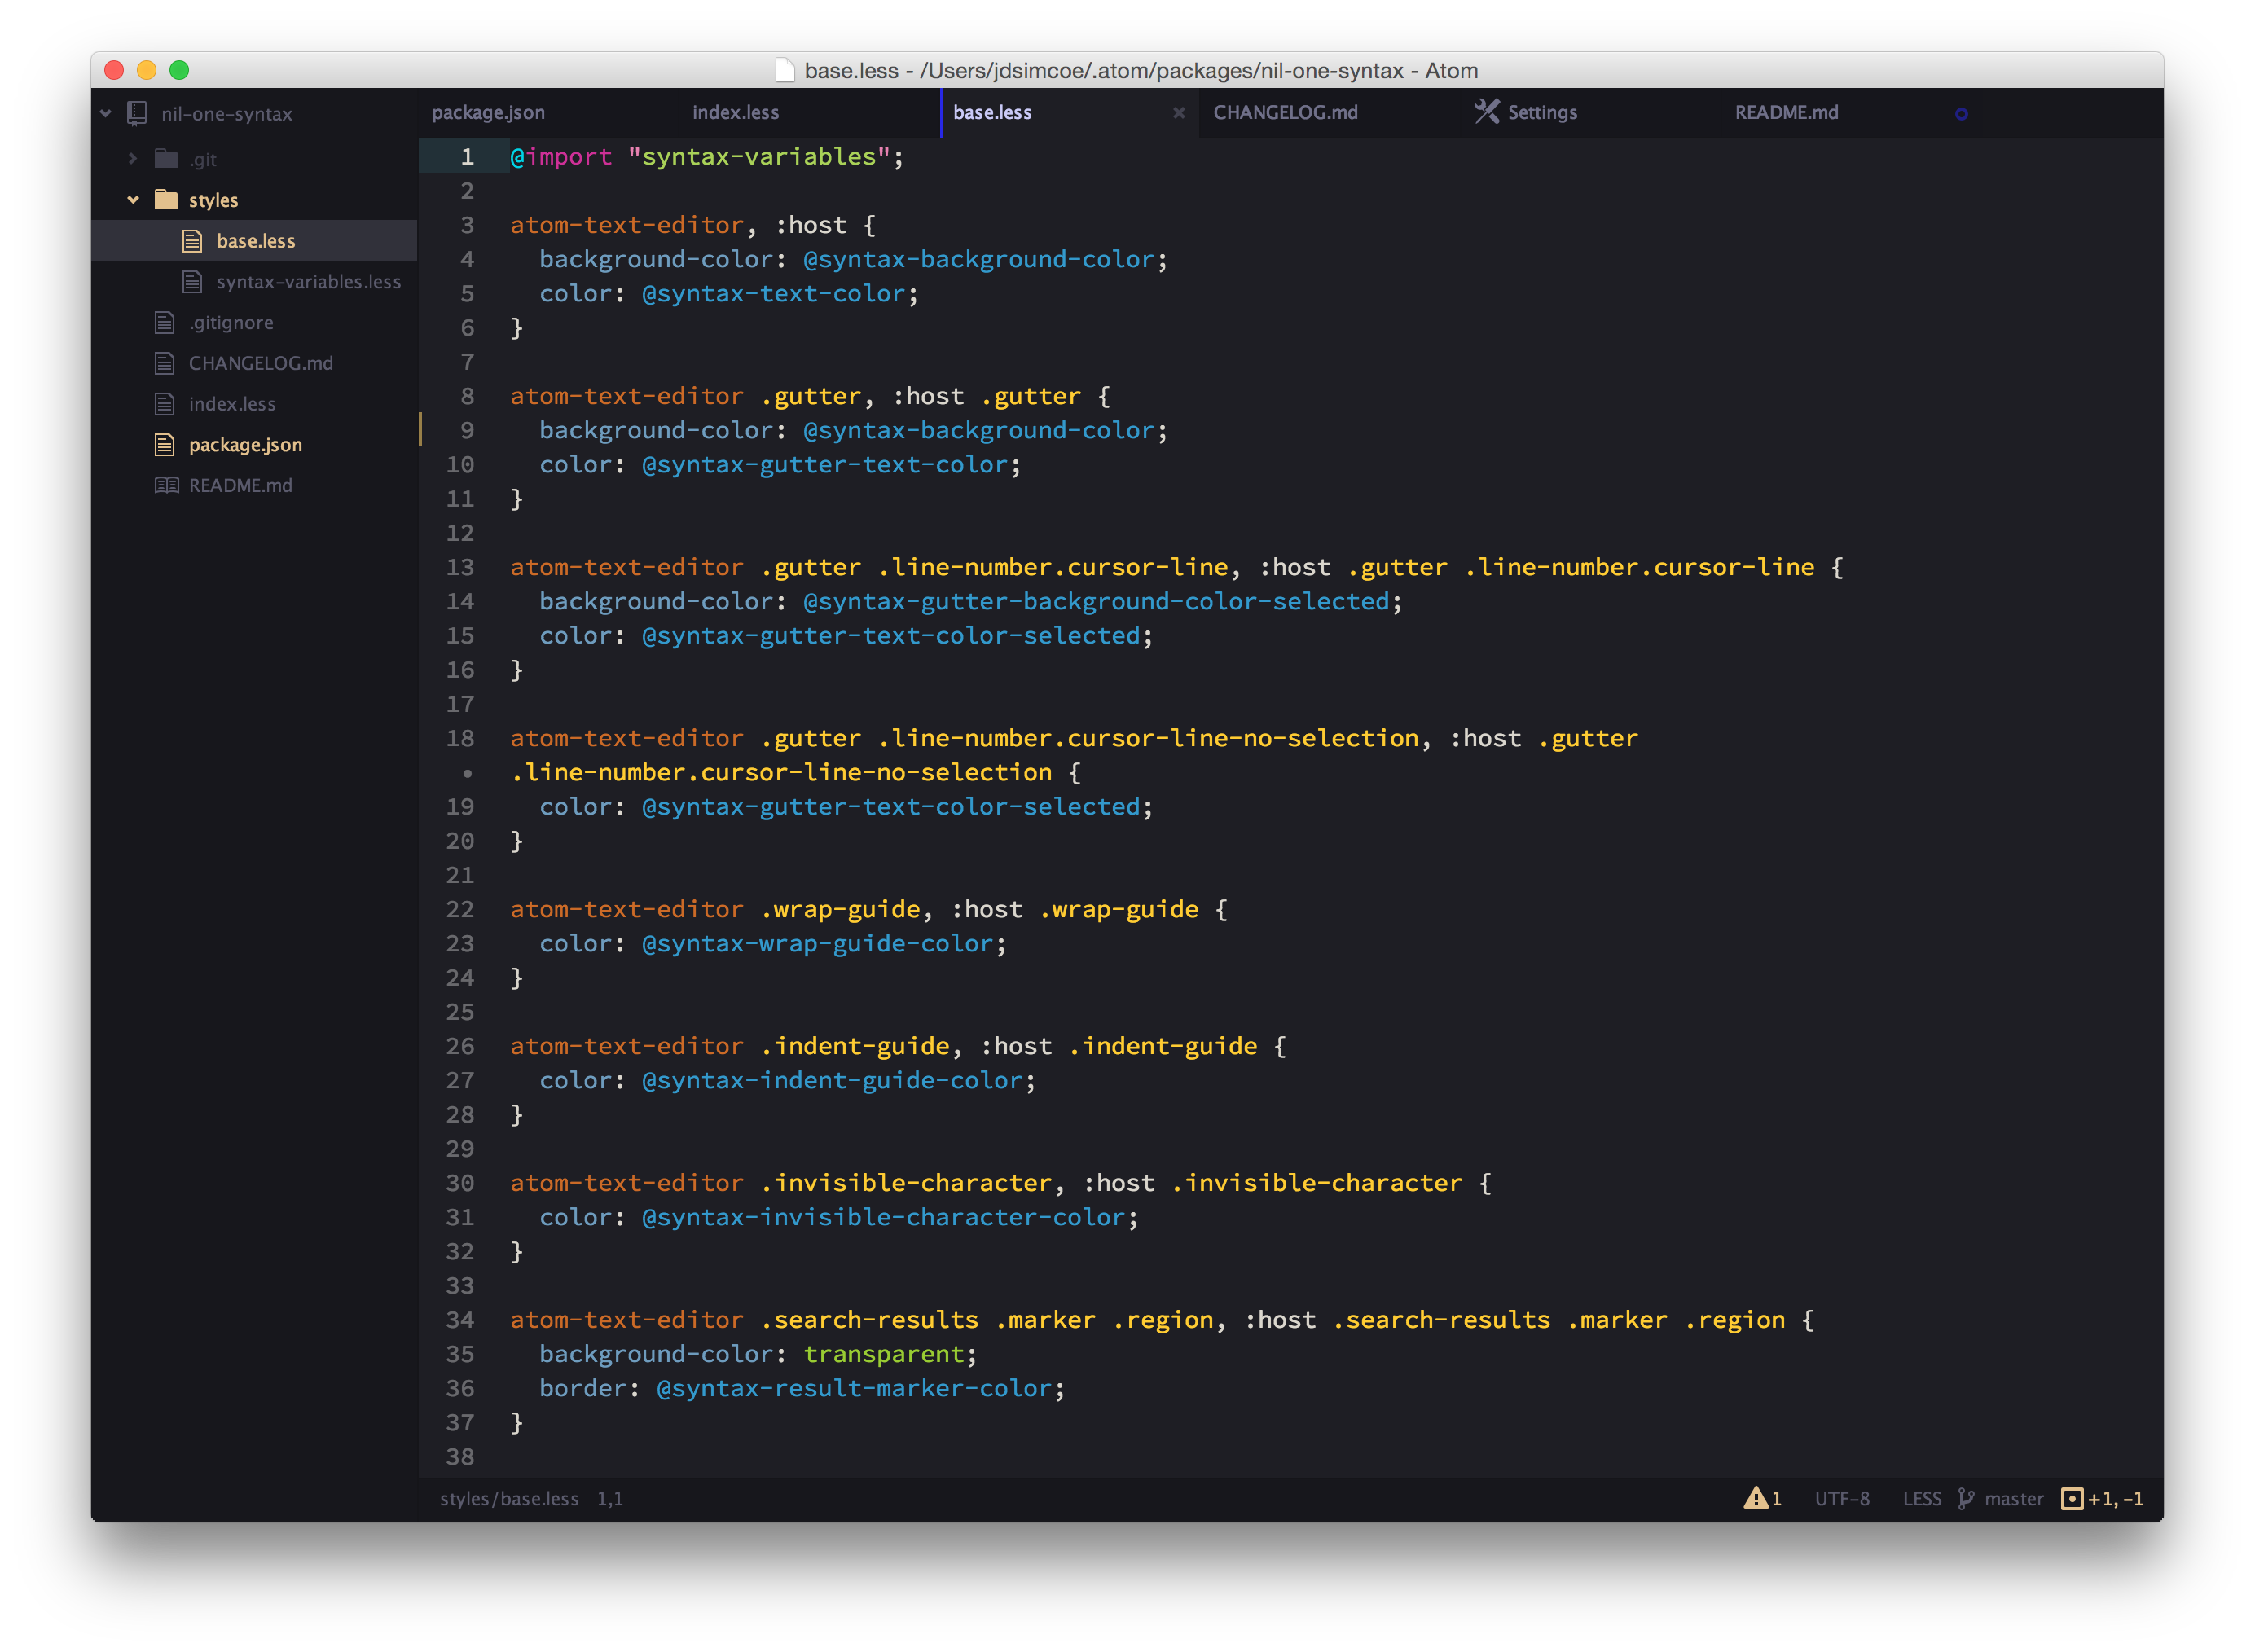 base.less - /Users/jdsimcoe/.atom/packages/nil-one-syntax - Atom
nil-one-syntax
.git
styles
base.less
syntax-variables.less
.gitignore
CHANGELOG.md
index.less
package.json
README.md
package.json index.less base.less × CHANGELOG.md Settings README.md
1 @import "syntax-variables";
2
3 atom-text-editor, :host {
4   background-color: @syntax-background-color;
5   color: @syntax-text-color;
6 }
7
8 atom-text-editor .gutter, :host .gutter {
9   background-color: @syntax-background-color;
10   color: @syntax-gutter-text-color;
11 }
12
13 atom-text-editor .gutter .line-number.cursor-line, :host .gutter .line-number.cursor-line {
14   background-color: @syntax-gutter-background-color-selected;
15   color: @syntax-gutter-text-color-selected;
16 }
17
18 atom-text-editor .gutter .line-number.cursor-line-no-selection, :host .gutter
• .line-number.cursor-line-no-selection {
19   color: @syntax-gutter-text-color-selected;
20 }
21
22 atom-text-editor .wrap-guide, :host .wrap-guide {
23   color: @syntax-wrap-guide-color;
24 }
25
26 atom-text-editor .indent-guide, :host .indent-guide {
27   color: @syntax-indent-guide-color;
28 }
29
30 atom-text-editor .invisible-character, :host .invisible-character {
31   color: @syntax-invisible-character-color;
32 }
33
34 atom-text-editor .search-results .marker .region, :host .search-results .marker .region {
35   background-color: transparent;
36   border: @syntax-result-marker-color;
37 }
38
styles/base.less 1,1 1 UTF-8 LESS master +1, -1